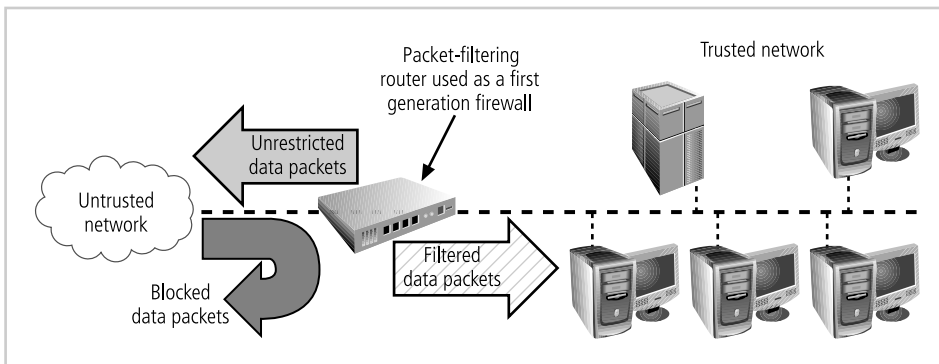 Packet-filtering
router used as a first
generation firewall
Trusted network
Unrestricted
data packets
Untrusted
network
Filtered
data packets
Blocked
data packets